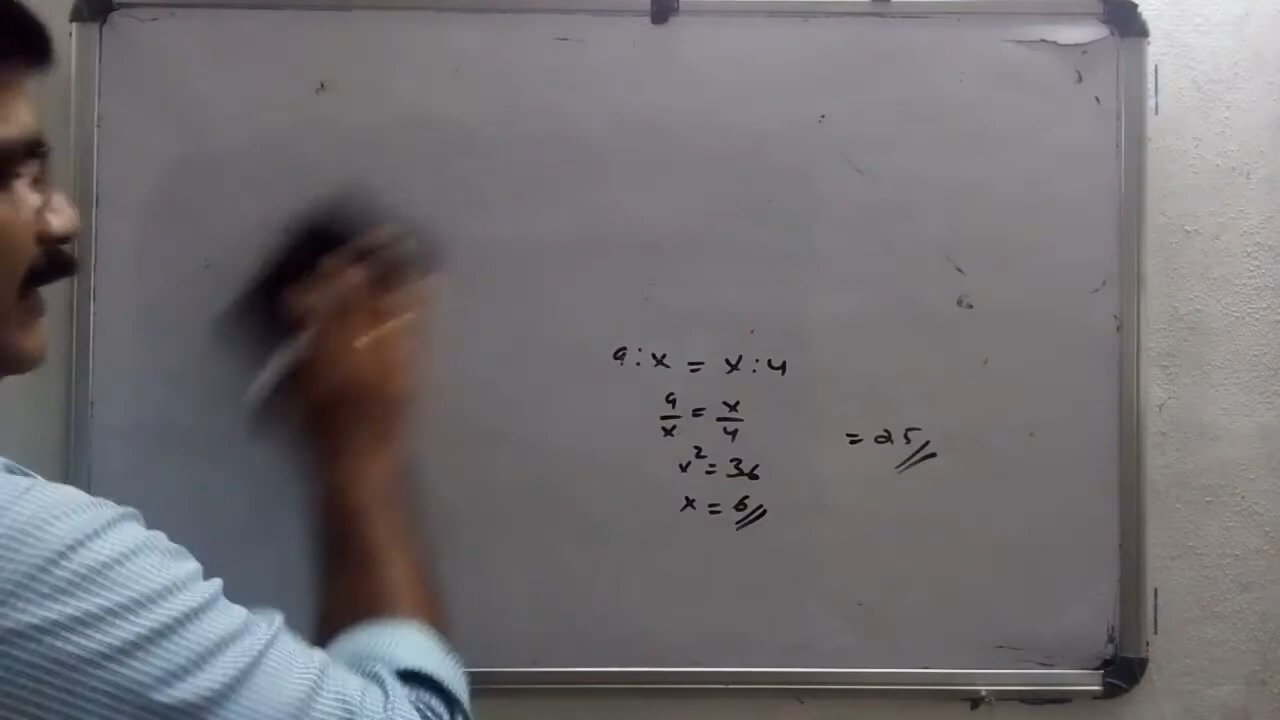 9 : x = x : 4
9/x = x/4
= 25
x² = 36
x = 6